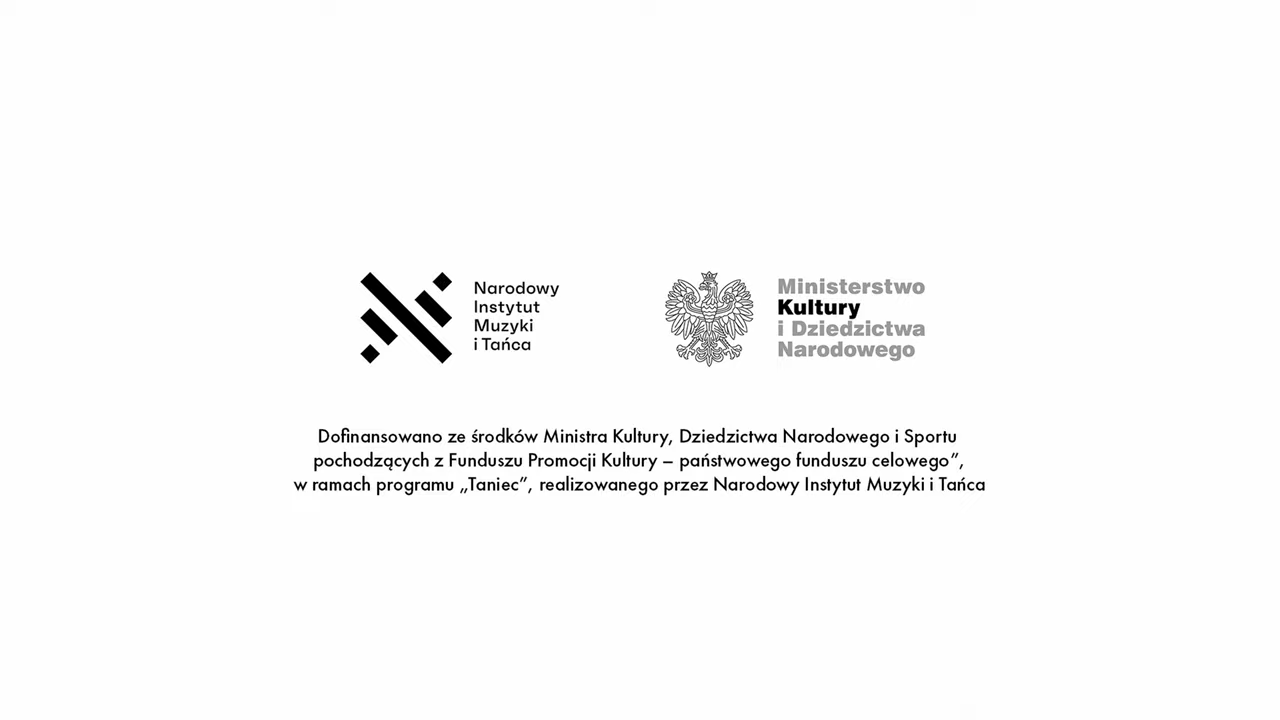 Narodowy
Instytut
Muzyki
i Tańca
Ministerstwo
Kultury
i Dziedzictwa
Narodowego
Dofinansowano ze środków Ministra Kultury, Dziedzictwa Narodowego i Sportu
pochodzących z Funduszu Promocji Kultury – państwowego funduszu celowego”,
w ramach programu „Taniec”, realizowanego przez Narodowy Instytut Muzyki i Tańca